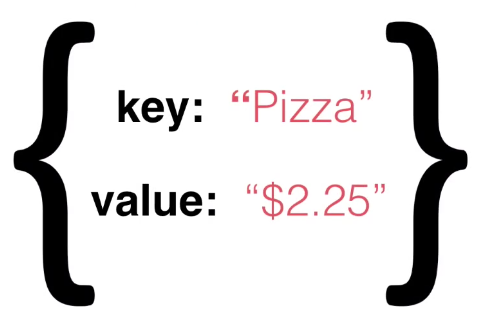 { key: “Pizza” }
value: “$2.25”